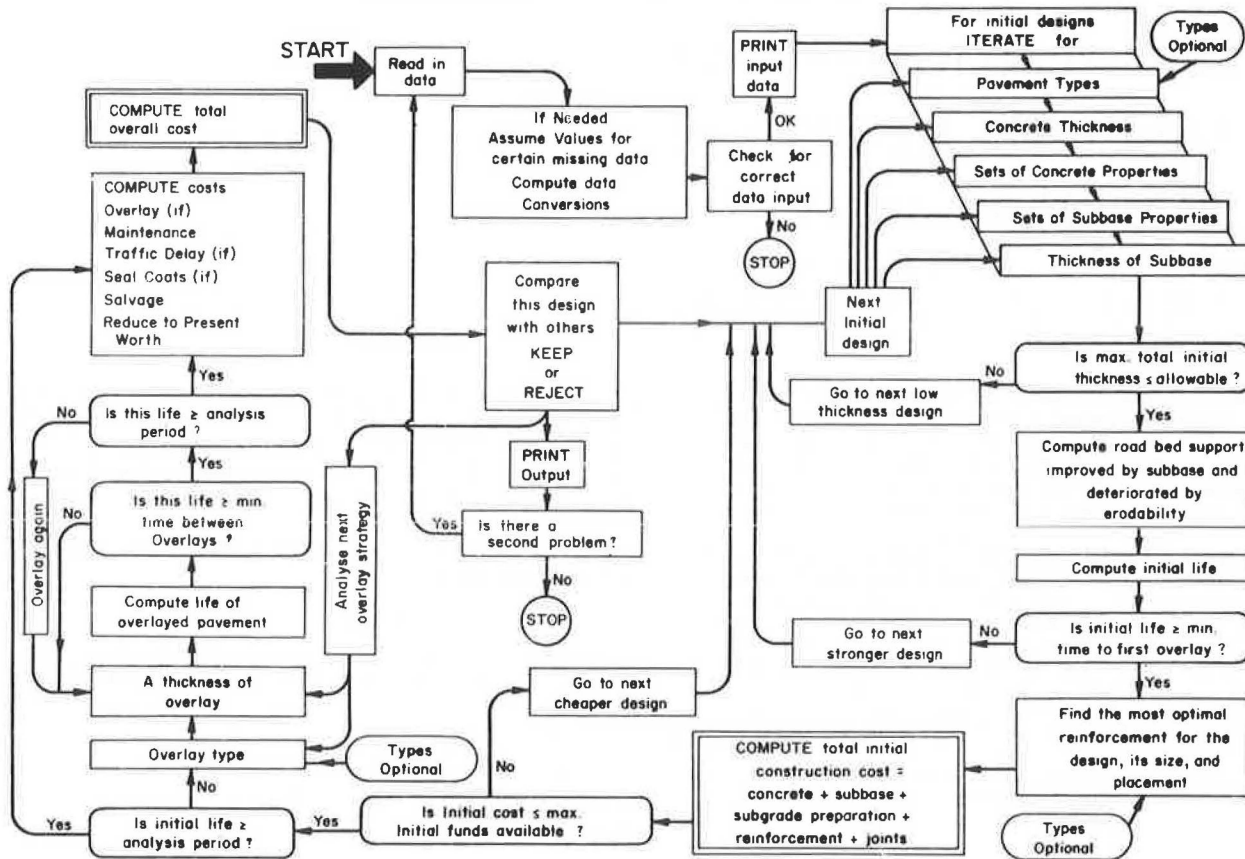 START
Read in
data
If Needed
Assume Values for
certain missing data
Compute data
Conversions
PRINT
input
data
OK
Check for
correct
data input
No
STOP
For initial designs
ITERATE for
Types
Optional
Pavement Types
Concrete Thickness
Sets of Concrete Properties
Sets of Subbase Properties
Thickness of Subbase
Next
Initial
design
Is max. total initial
thickness ≤ allowable ?
No
Go to next low
thickness design
Yes
Compute road bed support
improved by subbase and
deteriorated by
erodability
Compute initial life
Is initial life ≥ min.
time to first overlay ?
No
Go to next
stronger design
Yes
Find the most optimal
reinforcement for the
design, its size, and
placement
Types
Optional
COMPUTE total initial
construction cost =
concrete + subbase +
subgrade preparation +
reinforcement + joints
Is Initial cost ≤ max.
Initial funds available ?
No
Go to next
cheaper design
Yes
Is initial life ≥
analysis period ?
Yes
No
Overlay type
Types
Optional
A thickness of
overlay
Compute life of
overlayed pavement
Is this life ≥ min.
time between
Overlays ?
No
Yes
Is this life ≥ analysis
period ?
No
Overlay again
Yes
COMPUTE costs
Overlay (if)
Maintenance
Traffic Delay (if)
Seal Coats (if)
Salvage
Reduce to Present
Worth
COMPUTE total
overall cost
Compare
this design
with others
KEEP
or
REJECT
Analyse next
overlay strategy
PRINT
Output
Is there a
second problem?
Yes
No
STOP